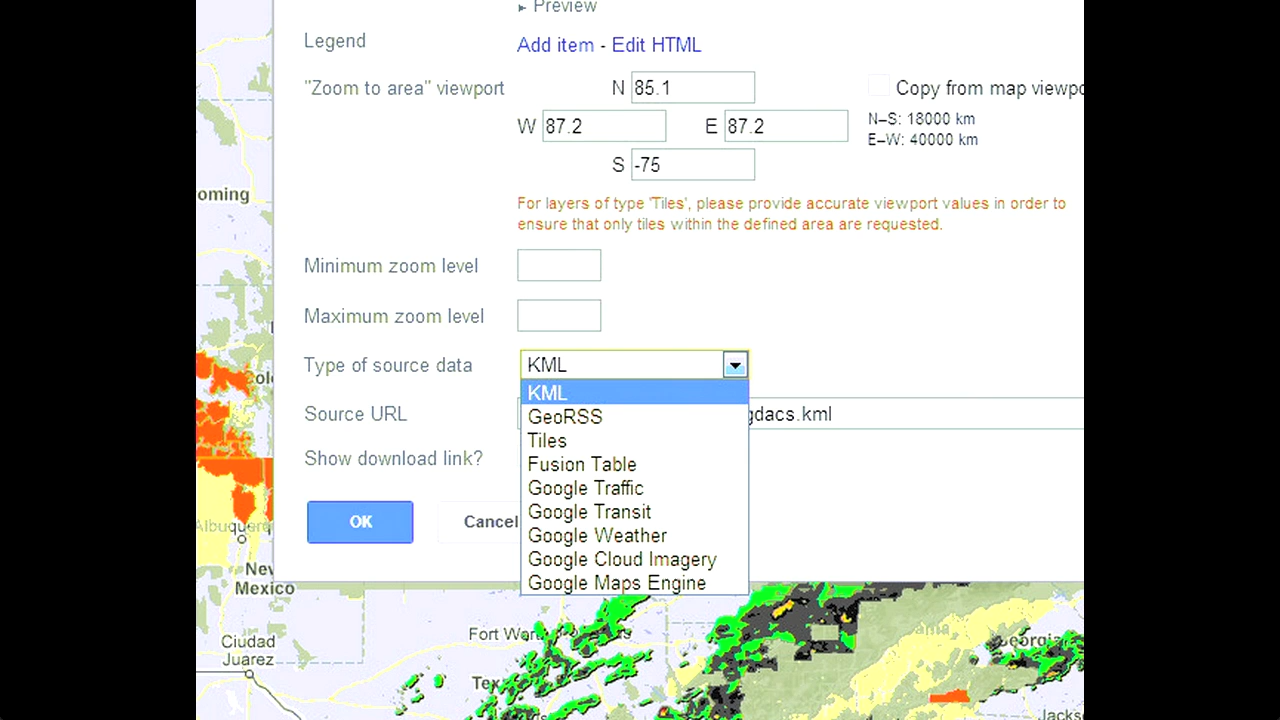 ▸ Preview
Legend
Add item - Edit HTML
"Zoom to area" viewport
N 85.1
Copy from map viewpo
W 87.2
E 87.2
N–S: 18000 km
E–W: 40000 km
S -75
For layers of type 'Tiles', please provide accurate viewport values in order to
ensure that only tiles within the defined area are requested.
Minimum zoom level
Maximum zoom level
Type of source data
KML
KML
GeoRSS
Tiles
Fusion Table
Google Traffic
Google Transit
Google Weather
Google Cloud Imagery
Google Maps Engine
Source URL
gdacs.kml
Show download link?
OK
Cancel
oming
Colo
Albuquerq
New
Mexico
Ciudad
Juarez
Fort Wor
Tex
Georgia
Jacks